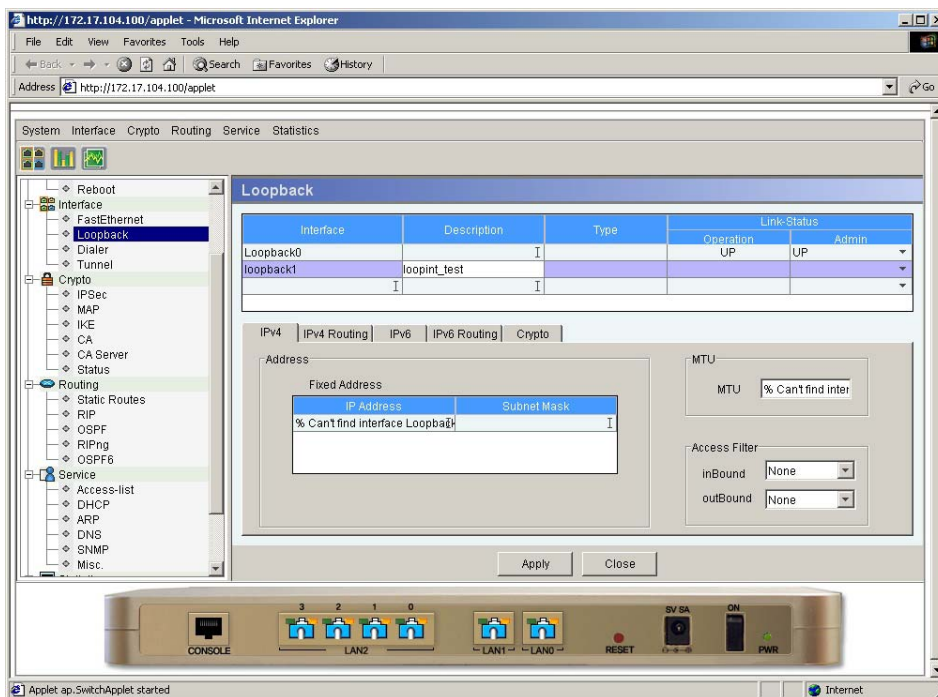 http://172.17.104.100/applet - Microsoft Internet Explorer
File Edit View Favorites Tools Help
Back Search Favorites History
Address http://172.17.104.100/applet Go
System Interface Crypto Routing Service Statistics
Reboot
Interface
FastEthernet
Loopback
Dialer
Tunnel
Crypto
IPSec
MAP
IKE
CA
CA Server
Status
Routing
Static Routes
RIP
OSPF
RIPng
OSPF6
Service
Access-list
DHCP
ARP
DNS
SNMP
Misc.
Loopback
Interface Description Type Link-Status
Operation Admin
Loopback0 UP UP
loopback1 loopint_test
IPv4 IPv4 Routing IPv6 IPv6 Routing Crypto
Address
Fixed Address
IP Address Subnet Mask
% Can't find interface Loopback
MTU
MTU % Can't find inter
Access Filter
inBound None
outBound None
Apply Close
3 2 1 0 5V 5A ON
CONSOLE LAN2 LAN1 LAN0 RESET PWR
Applet ap.SwitchApplet started Internet